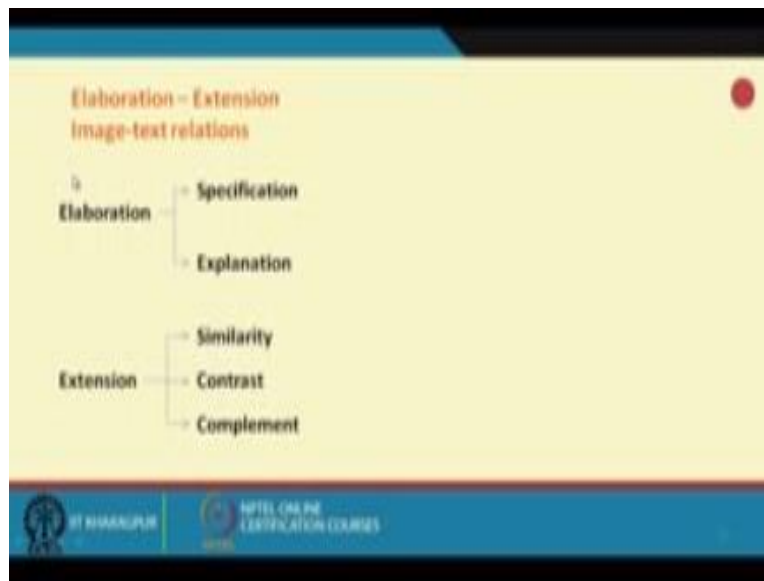 Elaboration – Extension
Image-text relations
Elaboration
Specification
Explanation
Extension
Similarity
Contrast
Complement
IIT KHARAGPUR
NPTEL ONLINE
CERTIFICATION COURSES